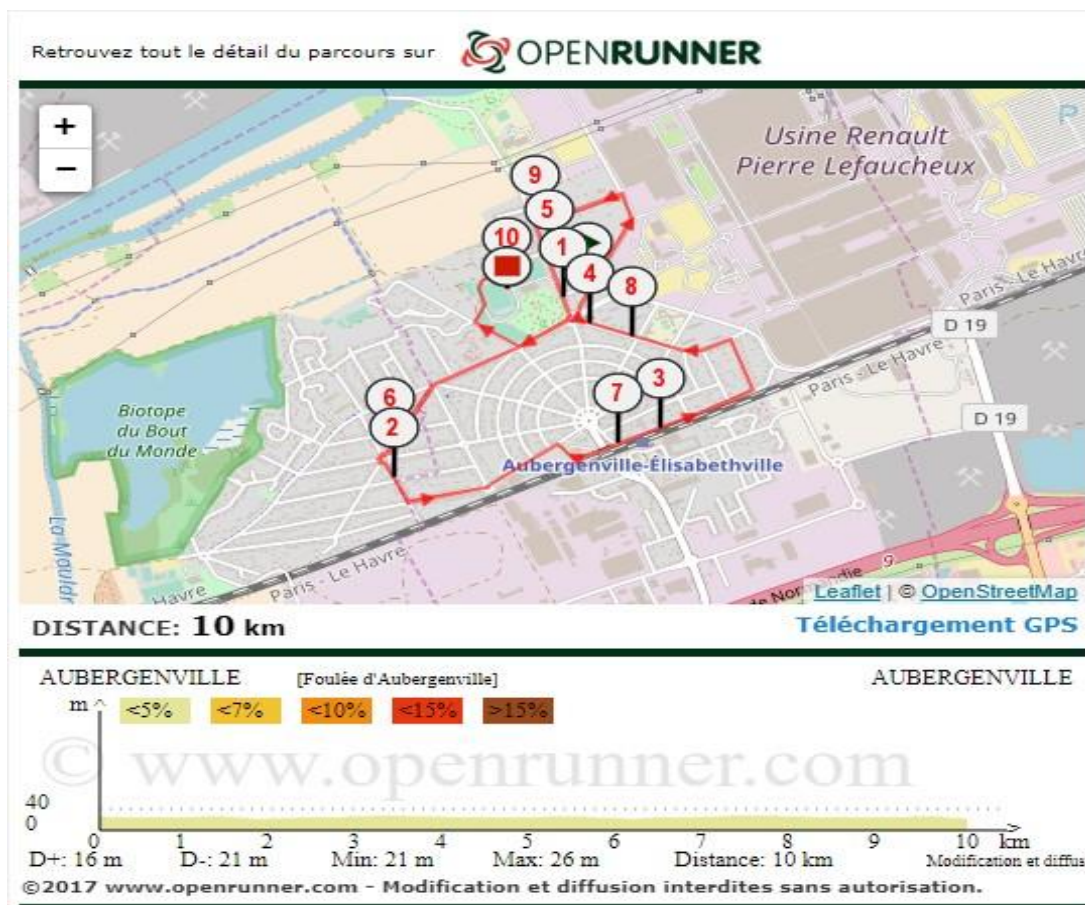 Retrouvez tout le détail du parcours sur OPENRUNNER
+
−
Usine Renault
Pierre Lefaucheux
P
9
5
10
1
4
8
Paris - Le Havre
D 19
Paris - Le Havre
6
2
7
3
D 19
Biotope
du Bout
du Monde
Aubergenville-Élisabethville
La Mauldr
Havre
Paris - Le Havre
9
de Normandie
Leaflet | © OpenStreetMap
DISTANCE: 10 km
Téléchargement GPS
AUBERGENVILLE [Foulée d'Aubergenville] AUBERGENVILLE
m <5% <7% <10% <15% >15%
© www.openrunner.com
40
0
0 1 2 3 4 5 6 7 8 9 10 km
D+: 16 m D-: 21 m Min: 21 m Max: 26 m Distance: 10 km Modification et diffus
©2017 www.openrunner.com - Modification et diffusion interdites sans autorisation.